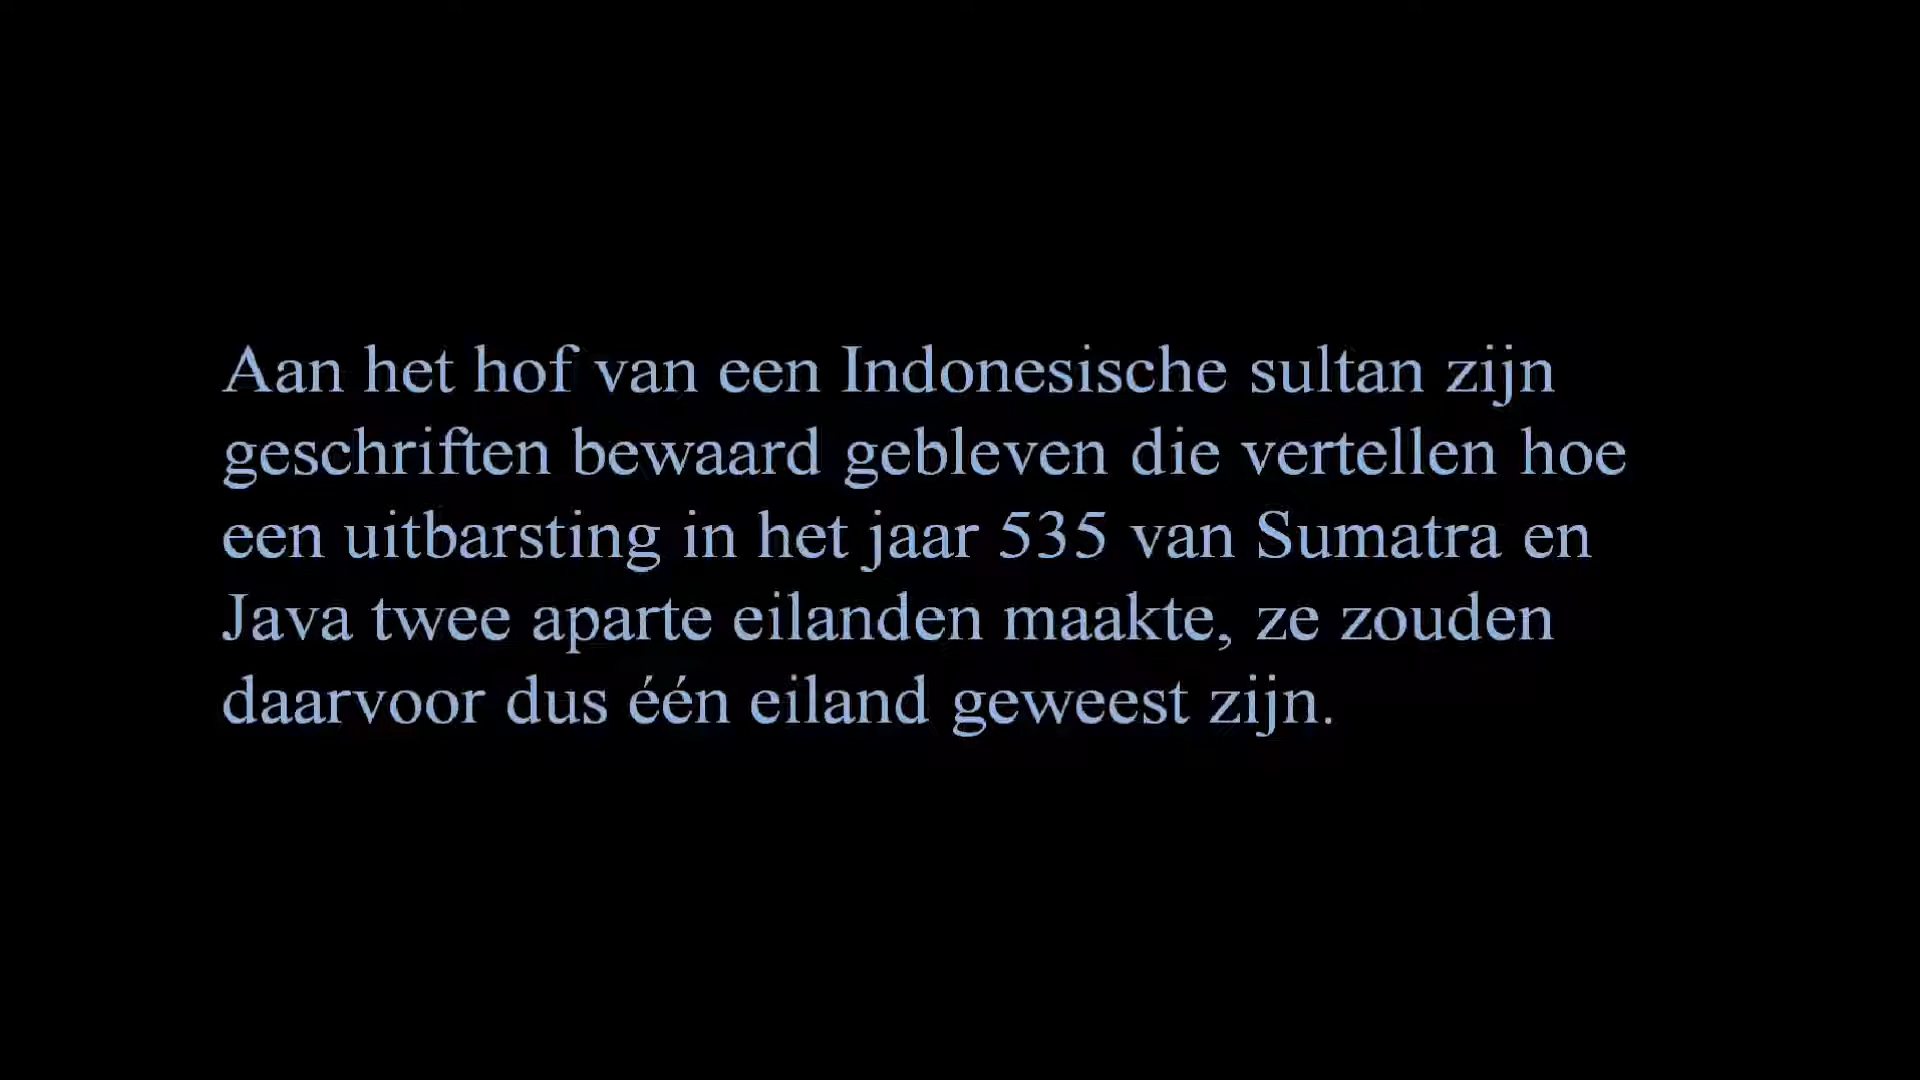 Aan het hof van een Indonesische sultan zijn
geschriften bewaard gebleven die vertellen hoe
een uitbarsting in het jaar 535 van Sumatra en
Java twee aparte eilanden maakte, ze zouden
daarvoor dus één eiland geweest zijn.